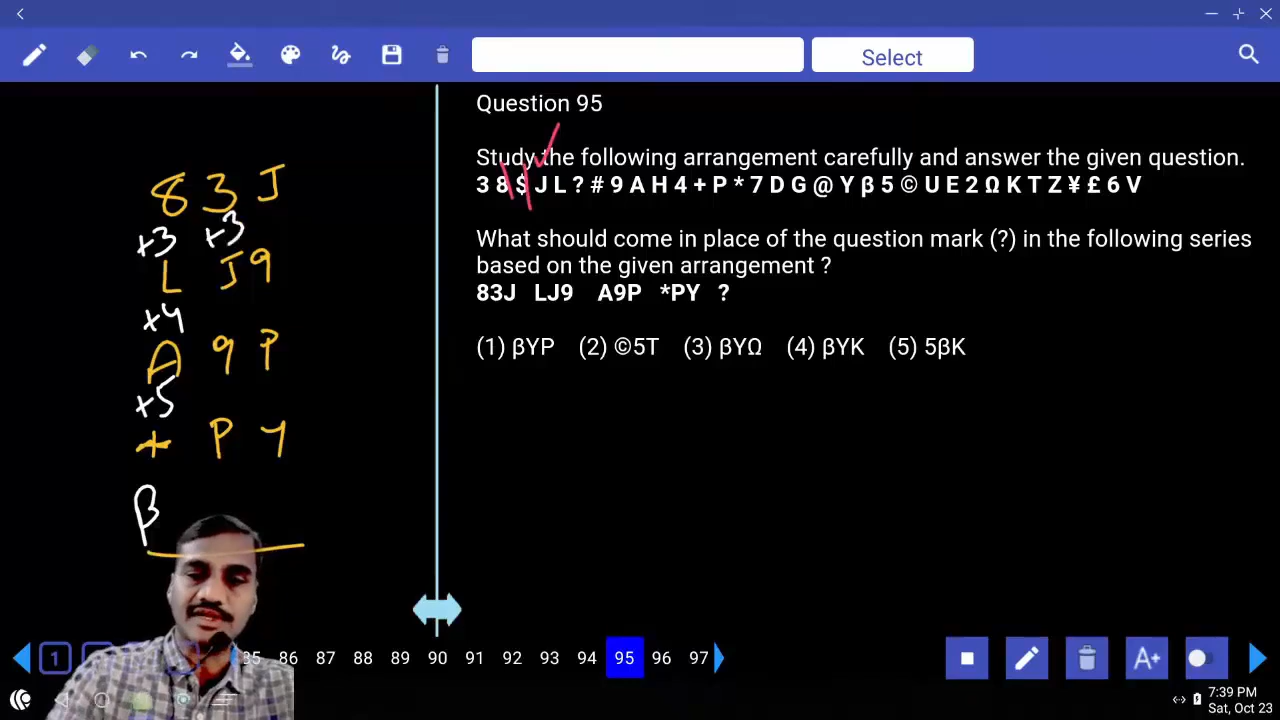 Select
Question 95
Study the following arrangement carefully and answer the given question.
3 8 $ J L ? # 9 A H 4 + P * 7 D G @ Y β 5 © U E 2 Ω K T Z ¥ £ 6 V
What should come in place of the question mark (?) in the following series
based on the given arrangement ?
83J LJ9 A9P *PY ?
(1) βYP (2) ©5T (3) βYΩ (4) βYK (5) 5βK
8 3 J
+3 +3
L J 9
+4
A 9 P
+5
* P Y
β
1
35 86 87 88 89 90 91 92 93 94 95 96 97
A+
7:39 PM
Sat, Oct 23